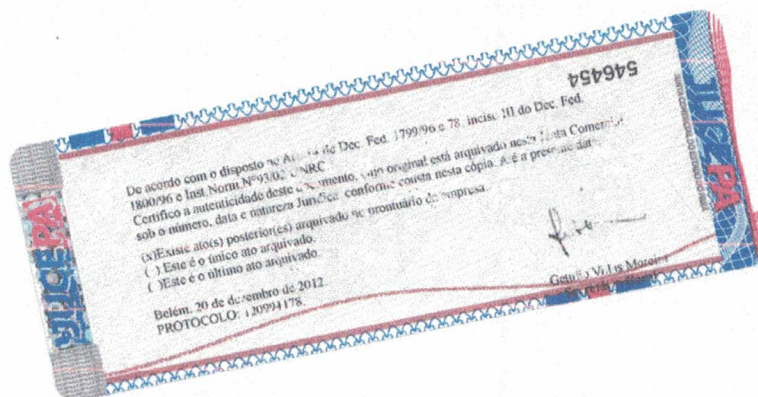 546454
De acordo com o disposto no de Dec. Fed. 1799/96 e 78, inciso III do Dec. Fed.
1800/96 e Inst.Norm.Nº93/02 DNRC
Certifico a autenticidade deste documento, cujo original está arquivado nesta Junta Comercial
sob o número, data e natureza Jurídica conforme consta nesta cópia. Até a presente data
(x)Existe ato(s) posterior(es) arquivado no prontuário da empresa.
( ) Este é o único ato arquivado.
( )Este é o último ato arquivado.
Belém, 20 de dezembro de 2012.
PROTOCOLO: 120994178.
Getulio Villas Moreira